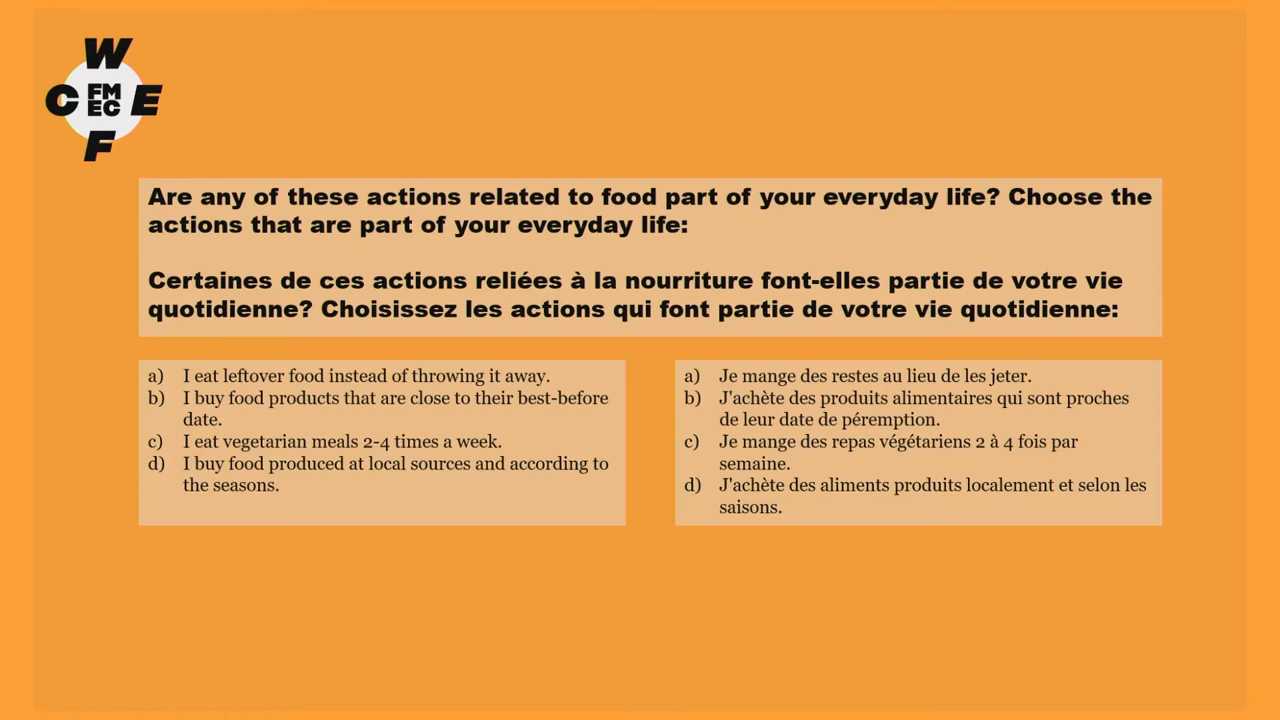 W
C FM E
EC
F
Are any of these actions related to food part of your everyday life? Choose the
actions that are part of your everyday life:
Certaines de ces actions reliées à la nourriture font-elles partie de votre vie
quotidienne? Choisissez les actions qui font partie de votre vie quotidienne:
a) I eat leftover food instead of throwing it away.
b) I buy food products that are close to their best-before
date.
c) I eat vegetarian meals 2-4 times a week.
d) I buy food produced at local sources and according to
the seasons.
a) Je mange des restes au lieu de les jeter.
b) J'achète des produits alimentaires qui sont proches
de leur date de péremption.
c) Je mange des repas végétariens 2 à 4 fois par
semaine.
d) J'achète des aliments produits localement et selon les
saisons.